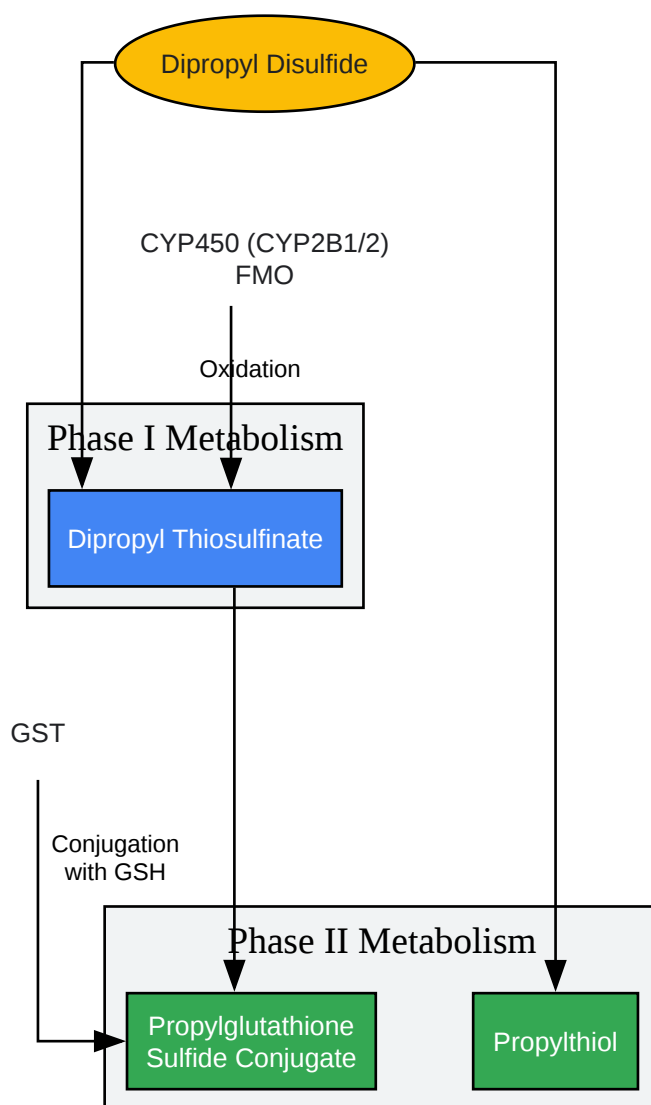 Dipropyl Disulfide
CYP450 (CYP2B1/2)
FMO
Oxidation
Phase I Metabolism
Dipropyl Thiosulfinate
GST
Conjugation
with GSH
Phase II Metabolism
Propylglutathione
Sulfide Conjugate
Propylthiol